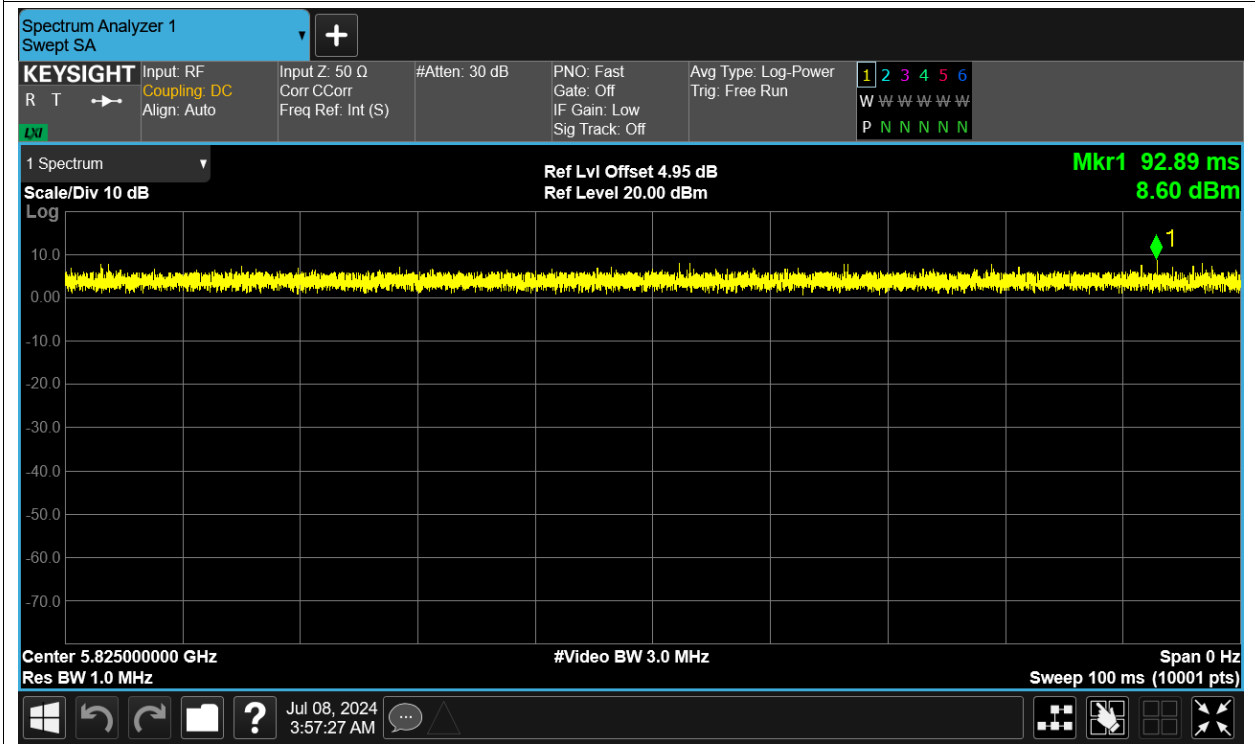 Spectrum Analyzer 1
Swept SA
+
KEYSIGHT
R T
LXI
Input: RF
Coupling: DC
Align: Auto
Input Z: 50 Ω
Corr CCorr
Freq Ref: Int (S)
#Atten: 30 dB
PNO: Fast
Gate: Off
IF Gain: Low
Sig Track: Off
Avg Type: Log-Power
Trig: Free Run
1 2 3 4 5 6
W W W W W W
P N N N N N
1 Spectrum
Scale/Div 10 dB
Ref Lvl Offset 4.95 dB
Ref Level 20.00 dBm
Mkr1 92.89 ms
8.60 dBm
Log
1
10.0
0.00
-10.0
-20.0
-30.0
-40.0
-50.0
-60.0
-70.0
Center 5.825000000 GHz
Res BW 1.0 MHz
#Video BW 3.0 MHz
Span 0 Hz
Sweep 100 ms (10001 pts)
?
Jul 08, 2024
3:57:27 AM